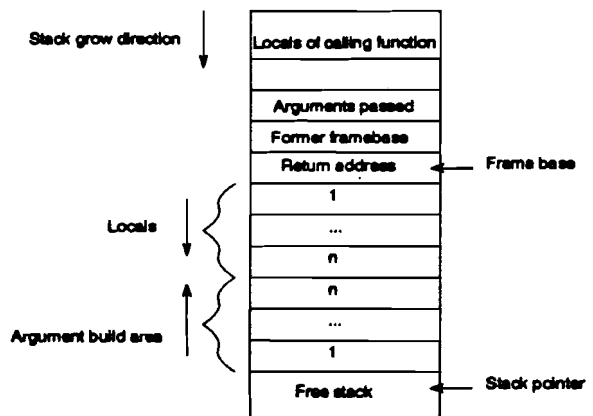 Stack grow direction
Locals of calling function
Arguments passed
Former framebase
Return address
Frame base
1
...
n
Locals
n
...
1
Argument build area
Free stack
Stack pointer